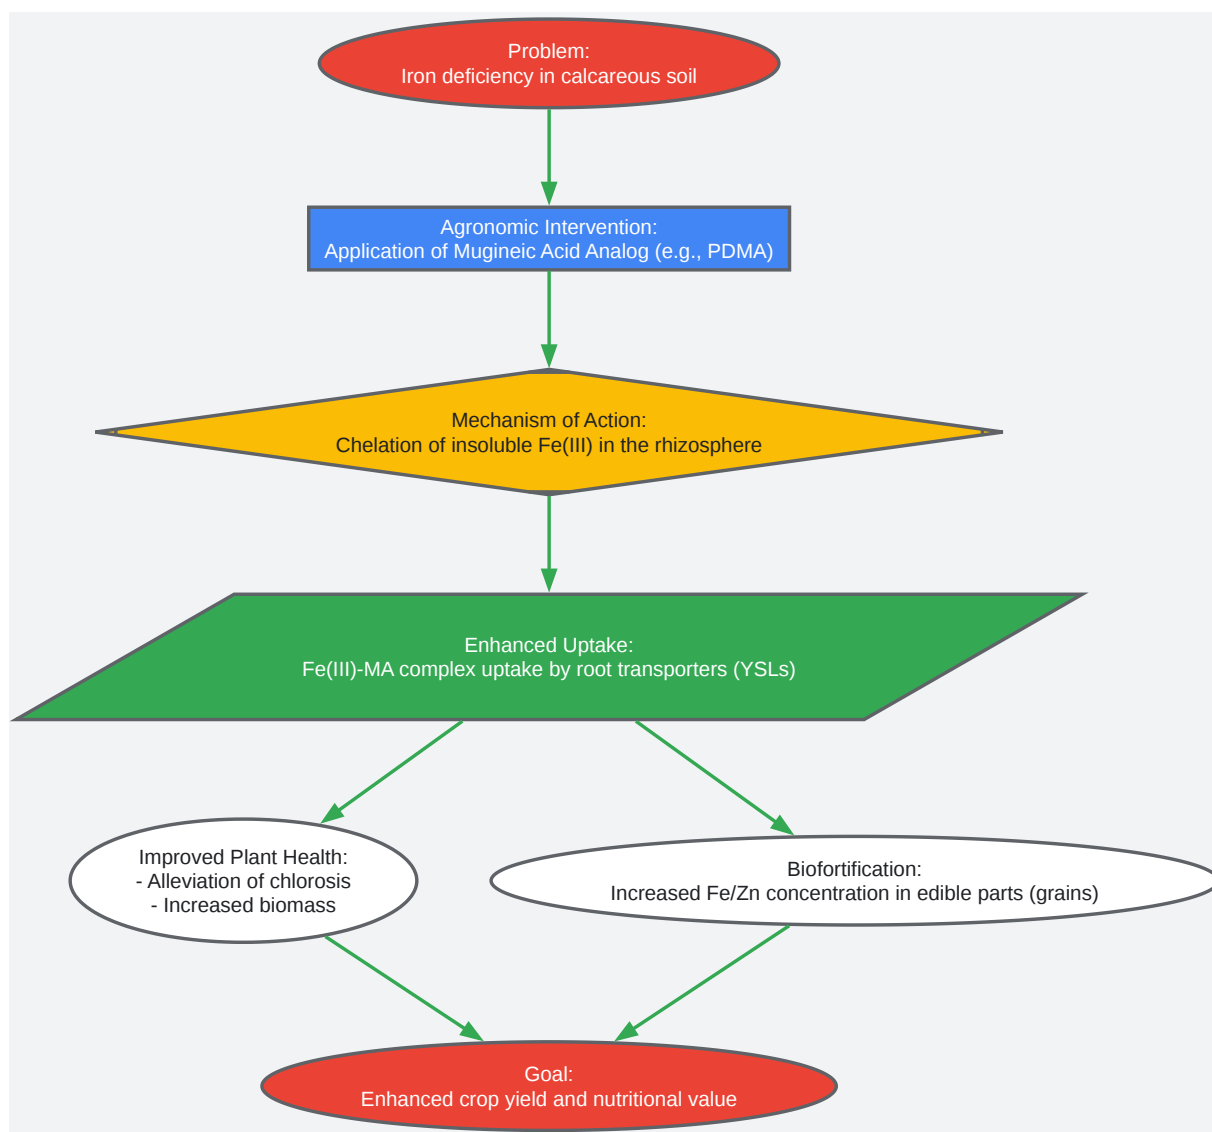 Problem:
Iron deficiency in calcareous soil
Agronomic Intervention:
Application of Mugineic Acid Analog (e.g., PDMA)
Mechanism of Action:
Chelation of insoluble Fe(III) in the rhizosphere
Enhanced Uptake:
Fe(III)-MA complex uptake by root transporters (YSLs)
Improved Plant Health:
- Alleviation of chlorosis
- Increased biomass
Biofortification:
Increased Fe/Zn concentration in edible parts (grains)
Goal:
Enhanced crop yield and nutritional value